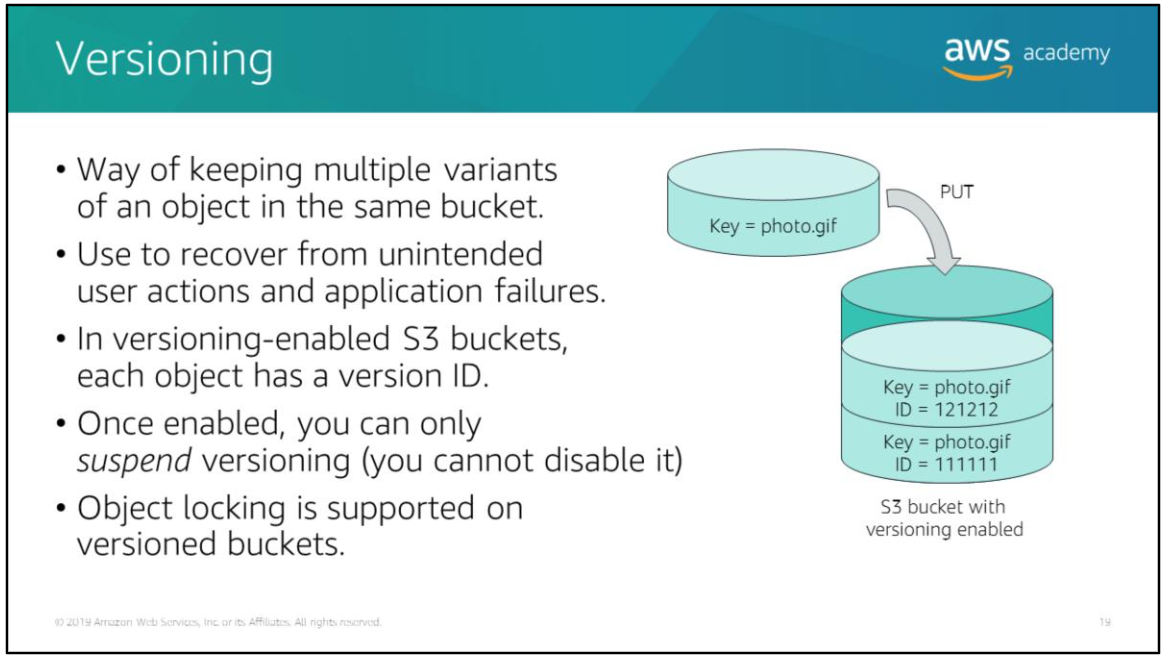 Versioning
aws academy
• Way of keeping multiple variants
of an object in the same bucket.
• Use to recover from unintended
user actions and application failures.
• In versioning-enabled S3 buckets,
each object has a version ID.
• Once enabled, you can only
suspend versioning (you cannot disable it)
• Object locking is supported on
versioned buckets.
Key = photo.gif
PUT
Key = photo.gif
ID = 121212
Key = photo.gif
ID = 111111
S3 bucket with
versioning enabled
© 2019 Amazon Web Services, Inc. or its Affiliates. All rights reserved.
19